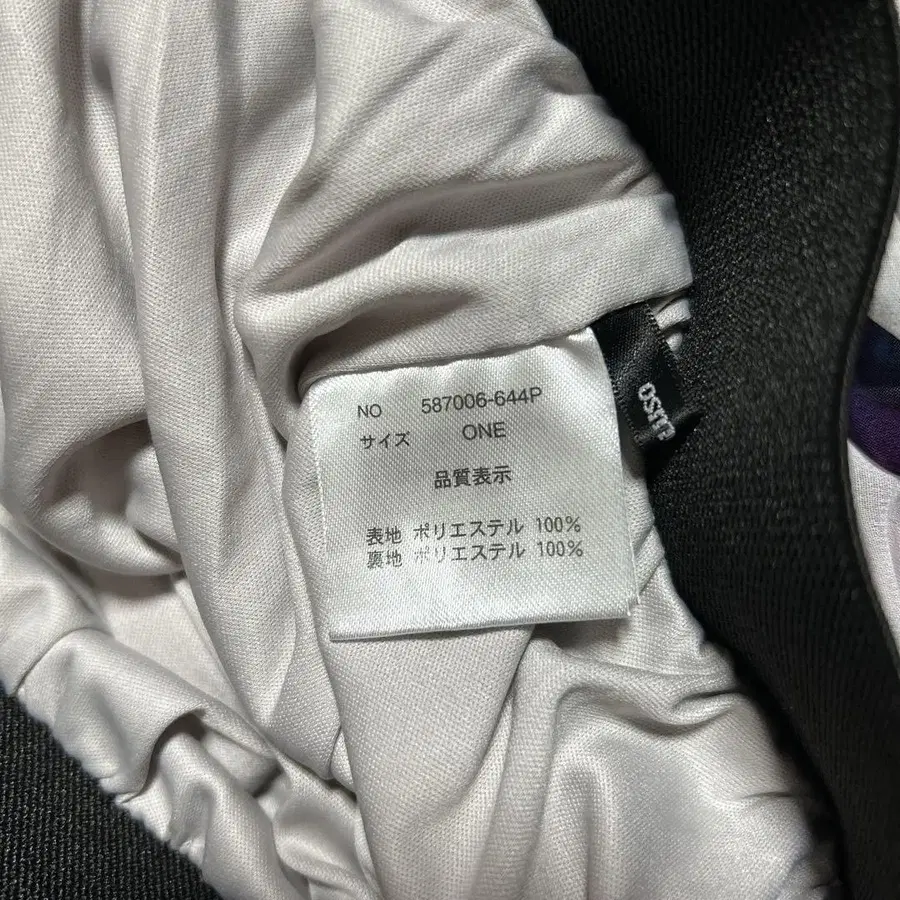 NO 587006-644P
サイズ ONE
品質表示
表地 ポリエステル 100%
裏地 ポリエステル 100%